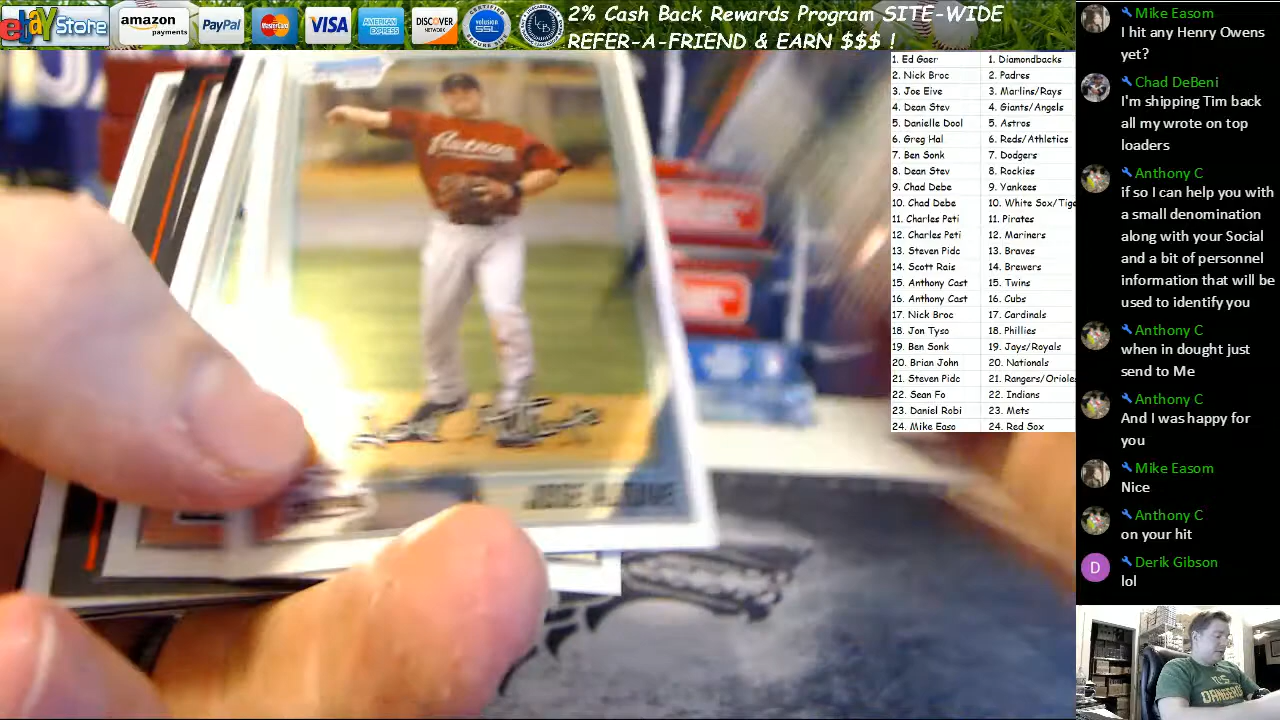 ebay Store
amazon
payments
PayPal
MasterCard
VISA
AMERICAN
EXPRESS
DISCOVER
NETWORK
volusion
SSL
2% Cash Back Rewards Program SITE-WIDE
REFER-A-FRIEND & EARN $$$ !
1. Ed Gaer 1. Diamondbacks
2. Nick Broc 2. Padres
3. Joe Eive 3. Marlins/Rays
4. Dean Stev 4. Giants/Angels
5. Danielle Dool 5. Astros
6. Greg Hal 6. Reds/Athletics
7. Ben Sonk 7. Dodgers
8. Dean Stev 8. Rockies
9. Chad Debe 9. Yankees
10. Chad Debe 10. White Sox/Tige
11. Charles Peti 11. Pirates
12. Charles Peti 12. Mariners
13. Steven Pidc 13. Braves
14. Scott Rais 14. Brewers
15. Anthony Cast 15. Twins
16. Anthony Cast 16. Cubs
17. Nick Broc 17. Cardinals
18. Jon Tyso 18. Phillies
19. Ben Sonk 19. Jays/Royals
20. Brian John 20. Nationals
21. Steven Pidc 21. Rangers/Oriole
22. Sean Fo 22. Indians
23. Daniel Robi 23. Mets
24. Mike Easo 24. Red Sox
Mike Easom
I hit any Henry Owens
yet?
Chad DeBeni
I'm shipping Tim back
all my wrote on top
loaders
Anthony C
if so I can help you with
a small denomination
along with your Social
and a bit of personnel
information that will be
used to identify you
Anthony C
when in dought just
send to Me
Anthony C
And I was happy for
you
Mike Easom
Nice
Anthony C
on your hit
D
Derik Gibson
lol